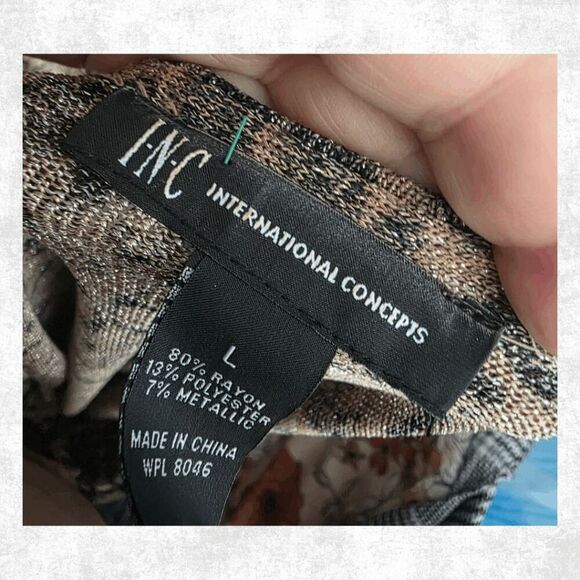 I·N·C INTERNATIONAL CONCEPTS
L
80% RAYON
13% POLYESTER
7% METALLIC
MADE IN CHINA
WPL 8046